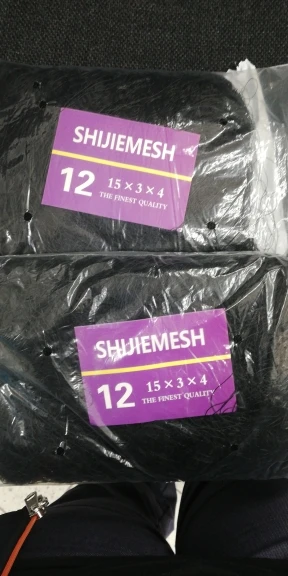 SHIJIEMESH
12 15×3×4
THE FINEST QUALITY
SHIJIEMESH
12 15×3×4
THE FINEST QUALITY